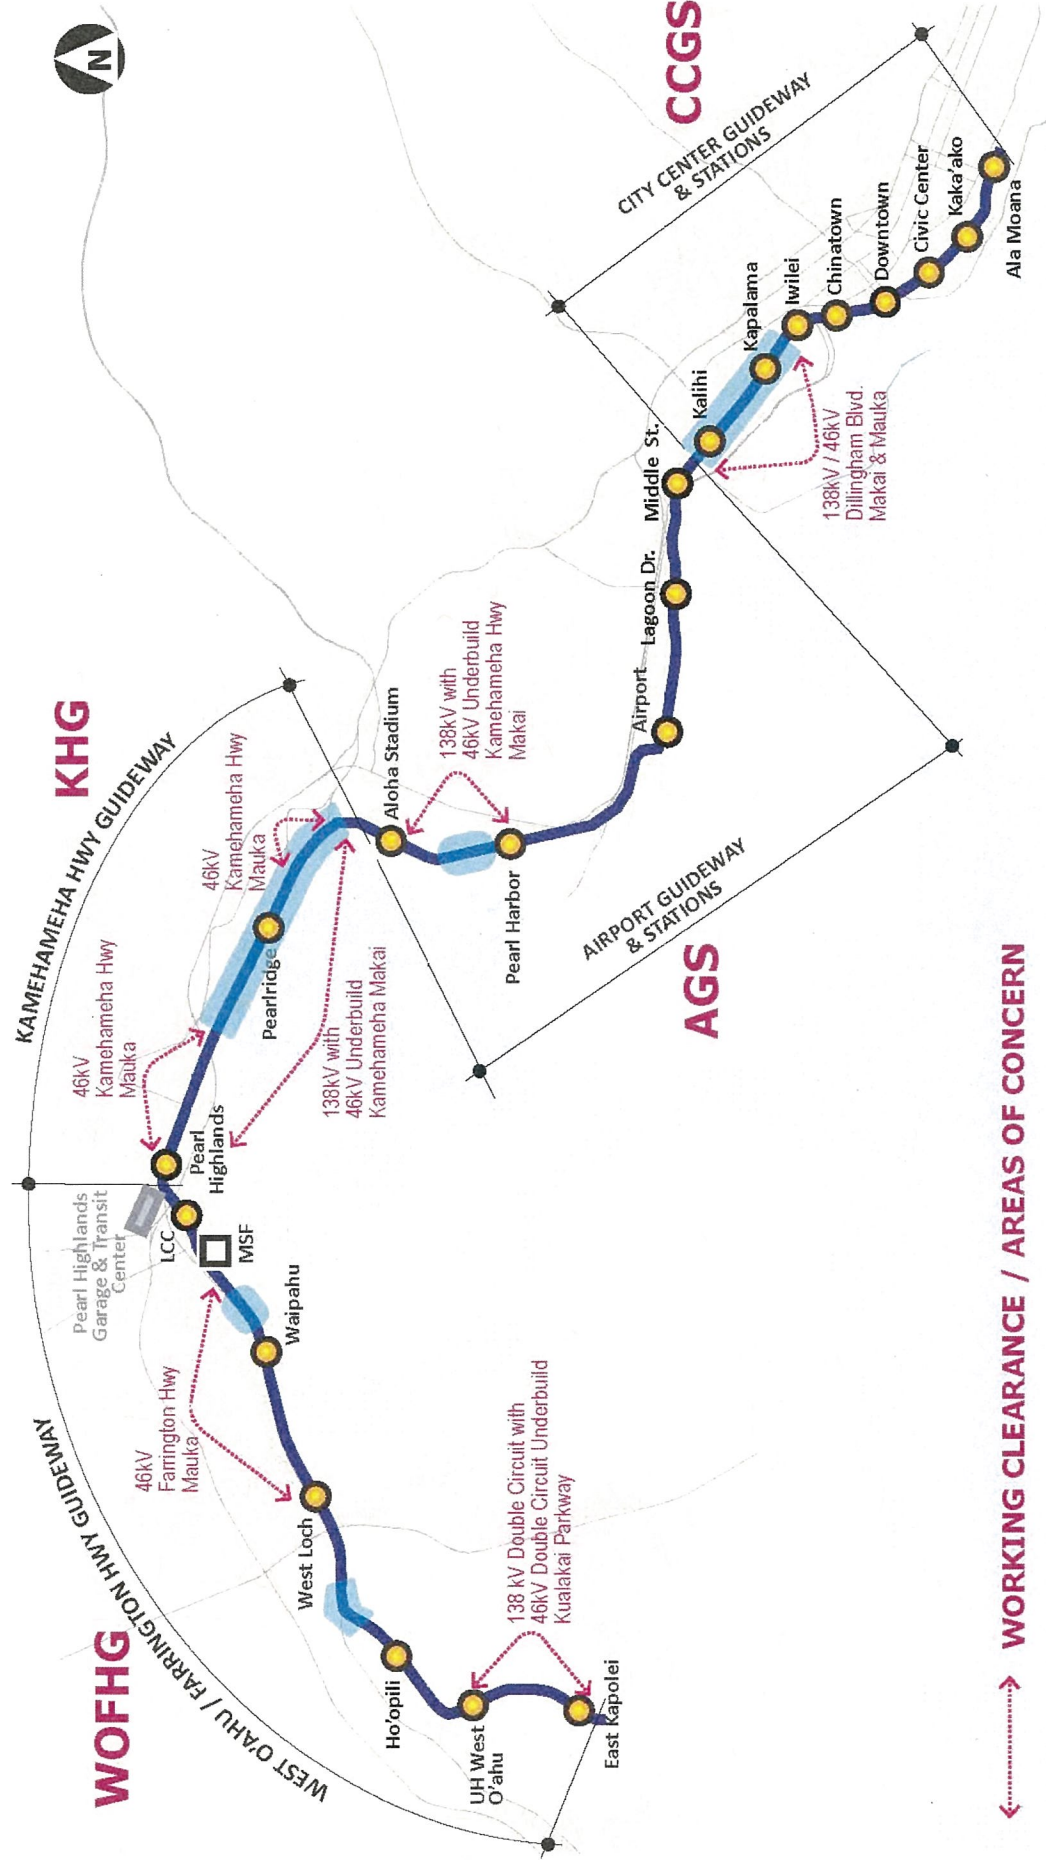 N
WOFHG
KHG
AGS
CCGS
WEST O'AHU / FARRINGTON HWY GUIDEWAY
KAMEHAMEHA HWY GUIDEWAY
AIRPORT GUIDEWAY
& STATIONS
CITY CENTER GUIDEWAY
& STATIONS
East Kapolei
UH West
O'ahu
Ho'opili
West Loch
Waipahu
MSF
LCC
Pearl Highlands
Garage & Transit
Center
Pearl
Highlands
Pearlridge
Aloha Stadium
Pearl Harbor
Airport
Lagoon Dr.
Middle St.
Kalihi
Kapalama
Iwilei
Chinatown
Downtown
Civic Center
Kaka'ako
Ala Moana
138 kV Double Circuit with
46kV Double Circuit Underbuild
Kualakai Parkway
46kV
Farrington Hwy
Mauka
46kV
Kamehameha Hwy
Mauka
138kV with
46kV Underbuild
Kamehameha Makai
46kV
Kamehameha Hwy
Mauka
138kV with
46kV Underbuild
Kamehameha Hwy
Makai
138kV / 46kV
Dillingham Blvd.
Makai & Mauka
WORKING CLEARANCE / AREAS OF CONCERN